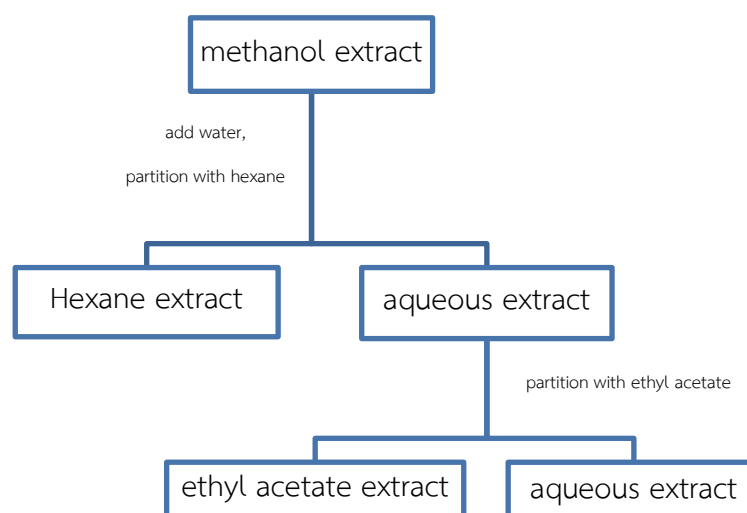 methanol extract
add water,
partition with hexane
Hexane extract
aqueous extract
partition with ethyl acetate
ethyl acetate extract
aqueous extract